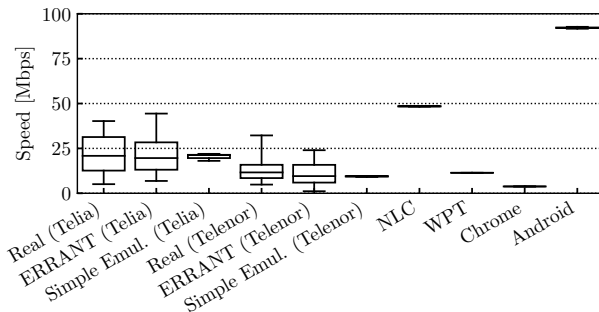 Speed [Mbps]
100
75
50
25
0
Real (Telia)
ERRANT (Telia)
Simple Emul. (Telia)
Real (Telenor)
ERRANT (Telenor)
Simple Emul. (Telenor)
NLC
WPT
Chrome
Android